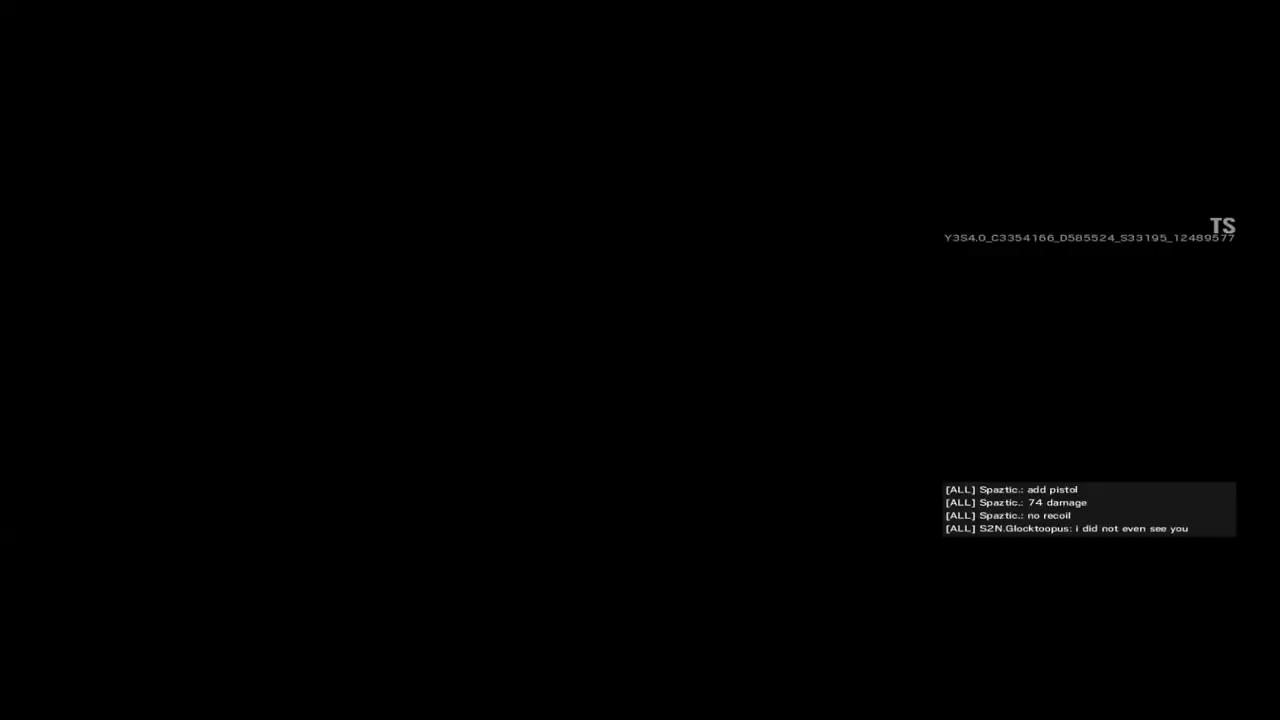 TS
Y3S4.0_C3354166_D585524_S33195_12489577
[ALL] Spaztic.: add pistol
[ALL] Spaztic.: 74 damage
[ALL] Spaztic.: no recoil
[ALL] S2N.Glocktoopus: i did not even see you